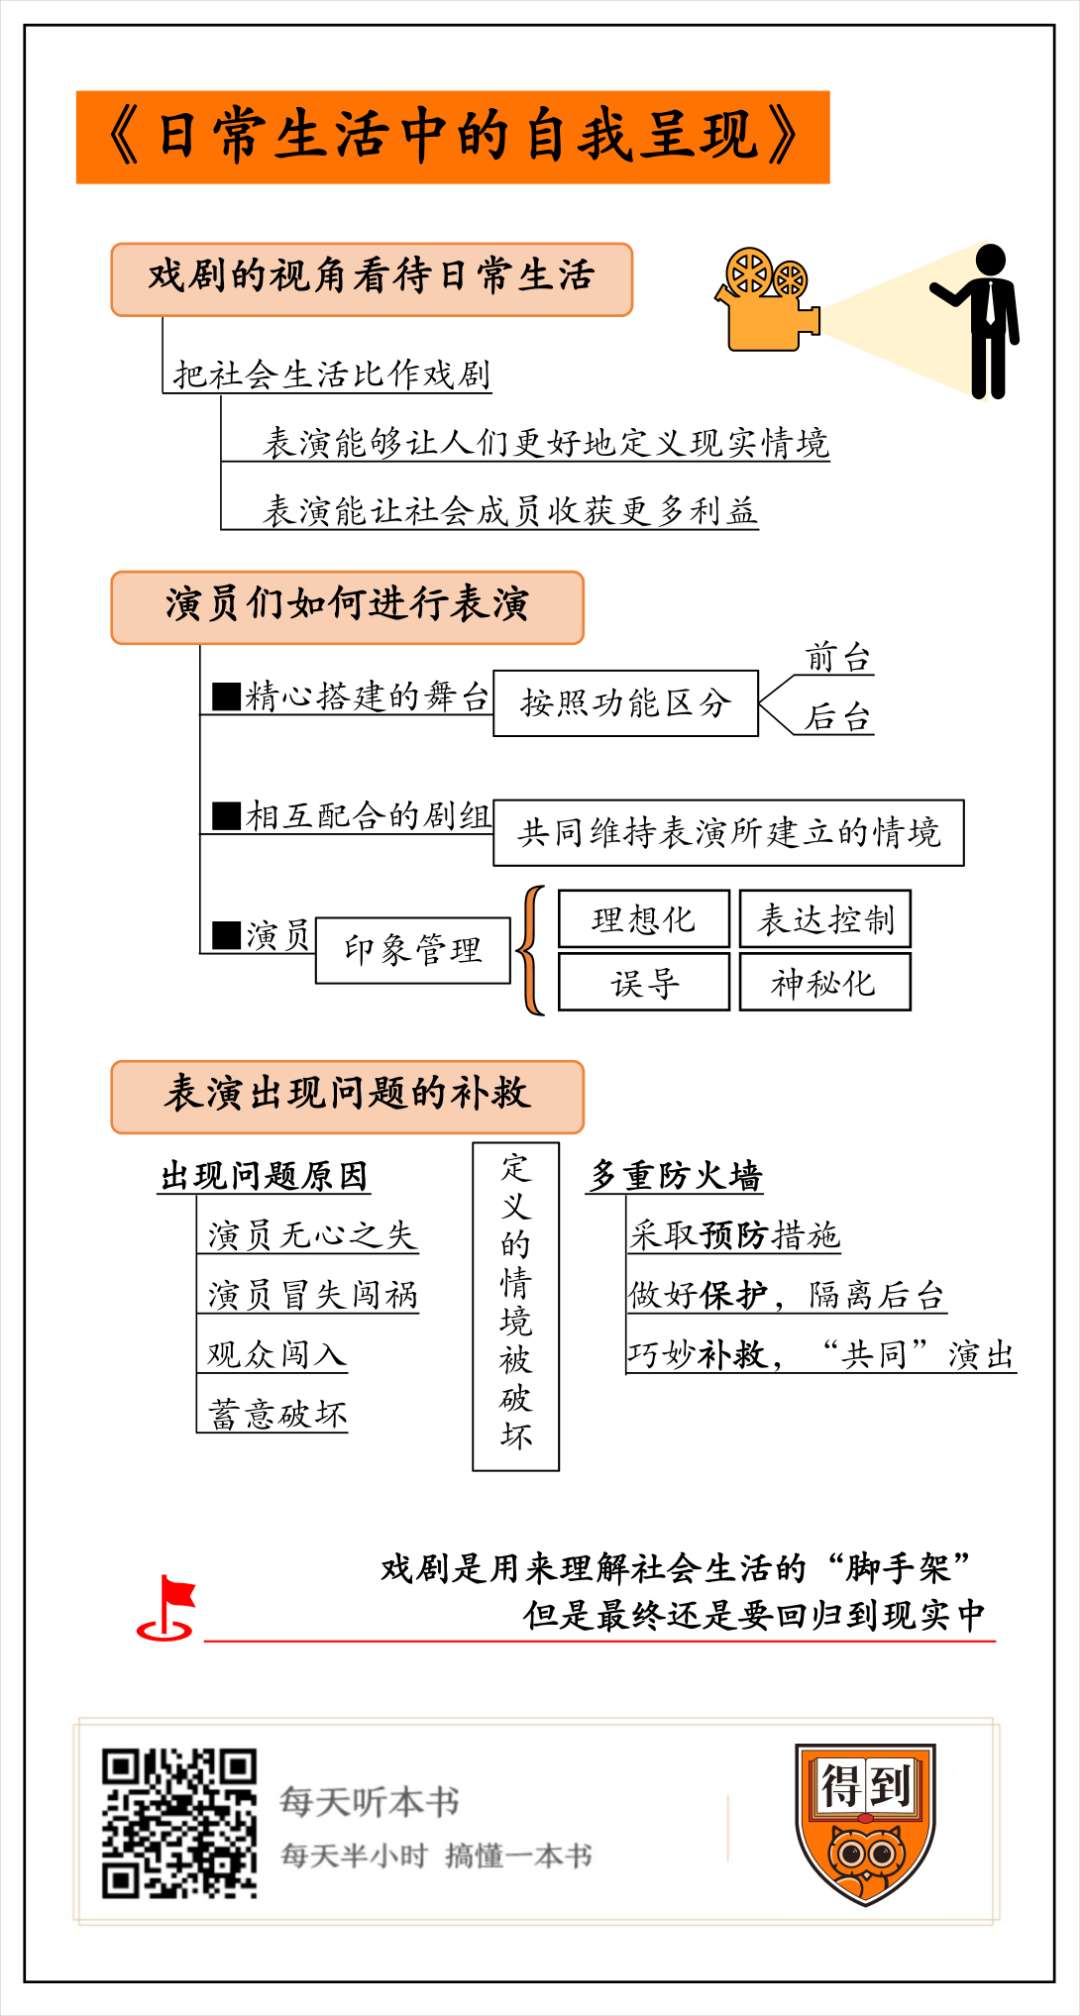 《日常生活中的自我呈现》
戏剧的视角看待日常生活
把社会生活比作戏剧
表演能够让人们更好地定义现实情境
表演能让社会成员收获更多利益
演员们如何进行表演
■精心搭建的舞台
按照功能区分
前台
后台
■相互配合的剧组
共同维持表演所建立的情境
■演员
印象管理
理想化
表达控制
误导
神秘化
表演出现问题的补救
出现问题原因
演员无心之失
演员冒失闯祸
观众闯入
蓄意破坏
定义的情境被破坏
多重防火墙
采取预防措施
做好保护，隔离后台
巧妙补救，“共同”演出
戏剧是用来理解社会生活的“脚手架”
但是最终还是要回归到现实中
每天听本书
每天半小时 搞懂一本书
得到